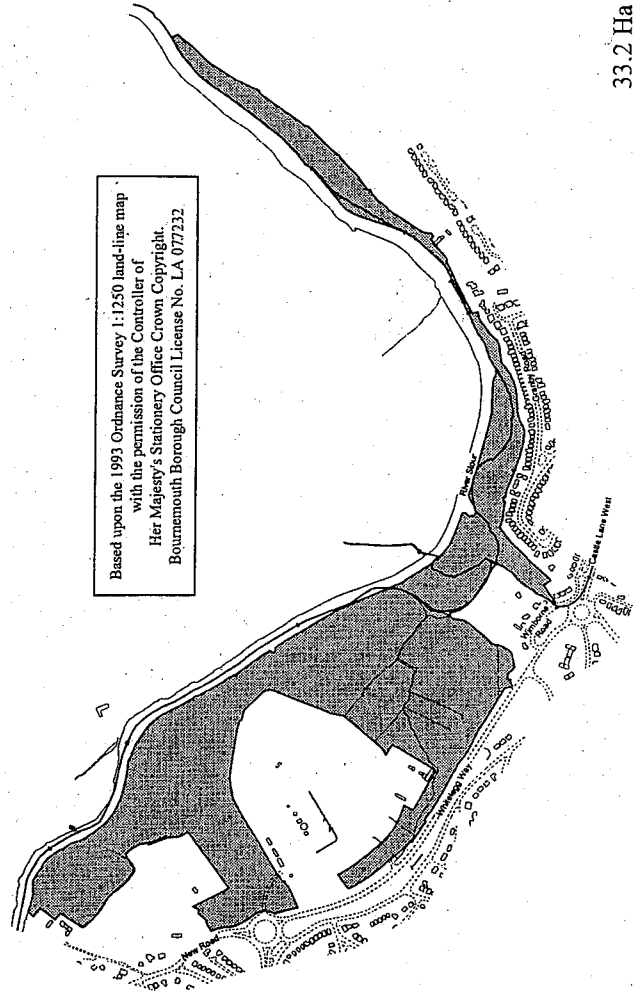 Based upon the 1993 Ordnance Survey 1:1250 land-line map
with the permission of the Controller of
Her Majesty's Stationery Office Crown Copyright.
Bournemouth Borough Council License No. LA 077232
33.2 Ha
River Stour
Granby Road
Castle Lane West
Wimborne
Road
Whitelegg Way
New Road